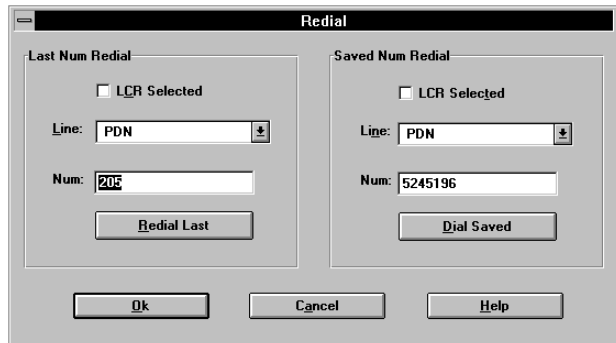 Redial
Last Num Redial
LCR Selected
Line: PDN
Num: 205
Redial Last
Saved Num Redial
LCR Selected
Line: PDN
Num: 5245196
Dial Saved
Ok
Cancel
Help